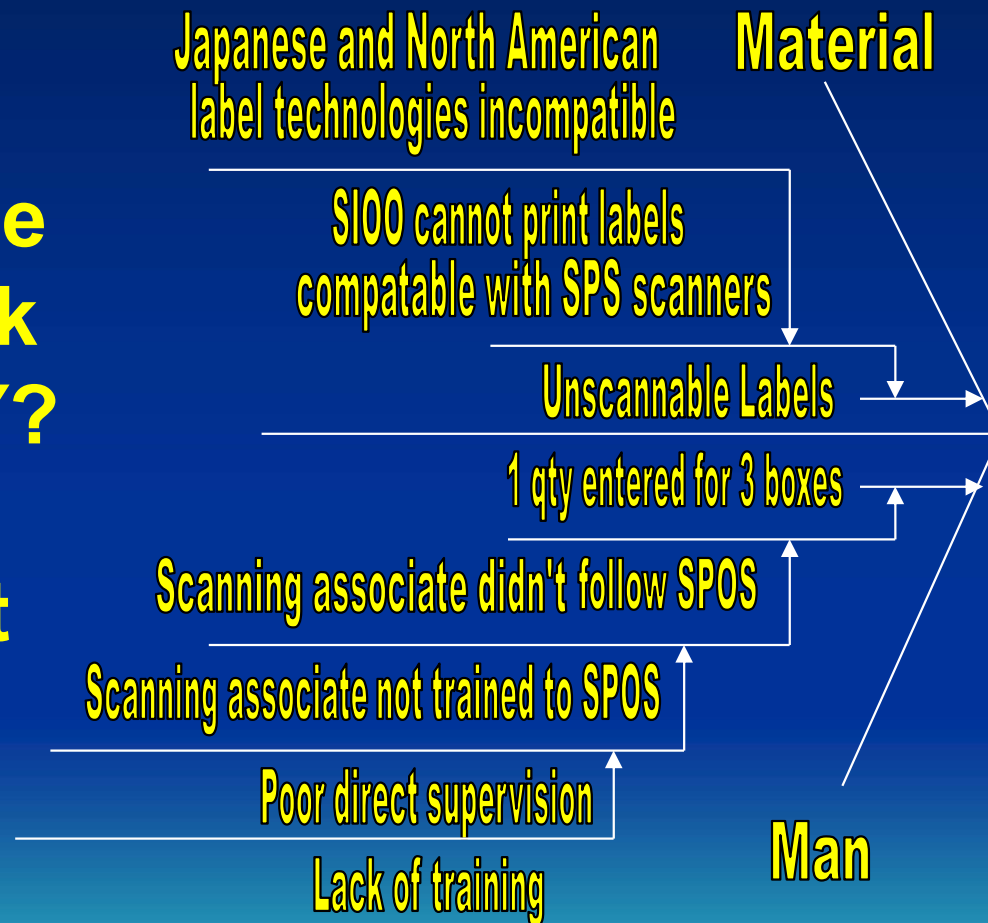 Japanese and North American
label technologies incompatible
Material
SIOO cannot print labels
compatable with SPS scanners
Unscannable Labels
1 qty entered for 3 boxes
Scanning associate didn't follow SPOS
Scanning associate not trained to SPOS
Poor direct supervision
Lack of training
Man
e
k
?
t